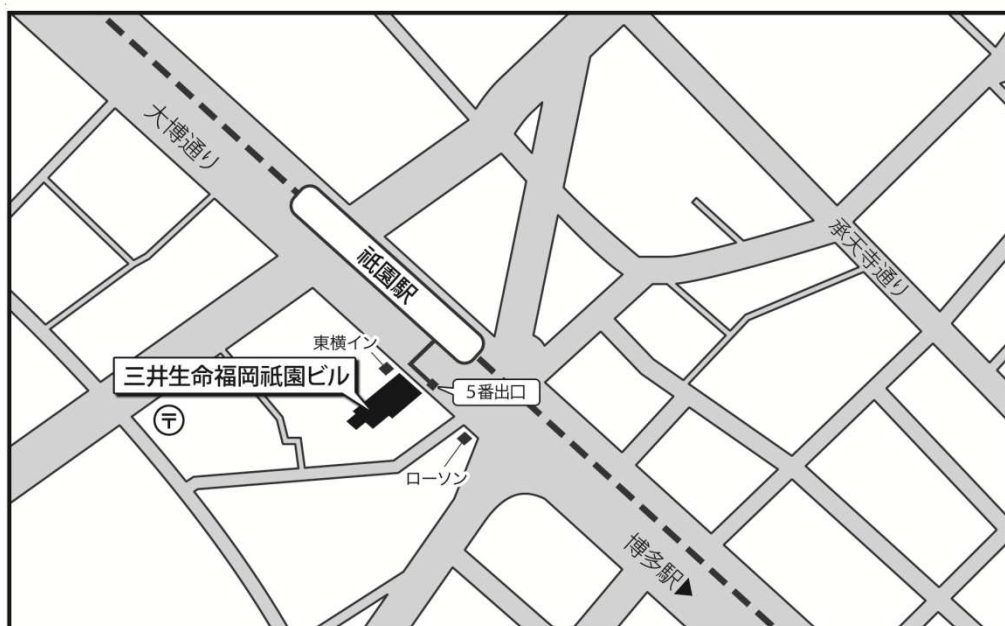 大博通り
承天寺通り
祇園駅
東横イン
三井生命福岡祇園ビル
5番出口
〒
ローソン
博多駅▶